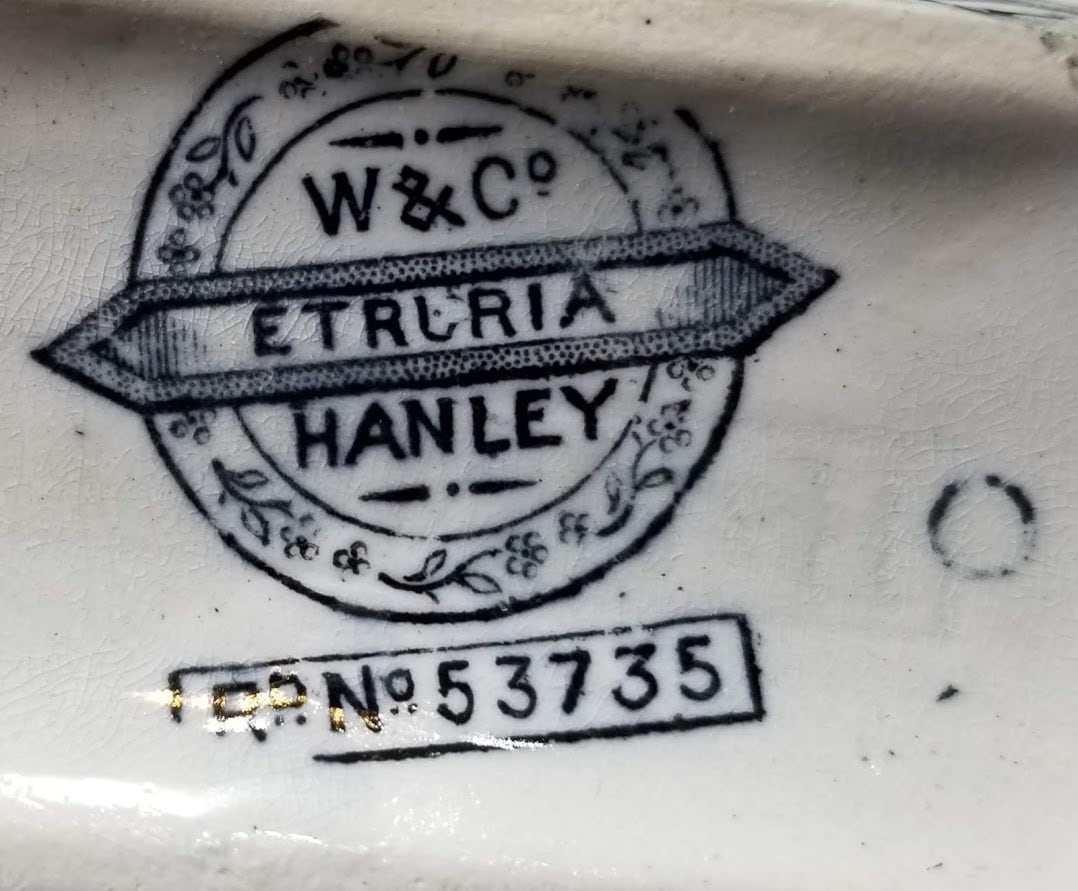 W & Cº
ETRURIA
HANLEY
Rᴰ. Nº 53735